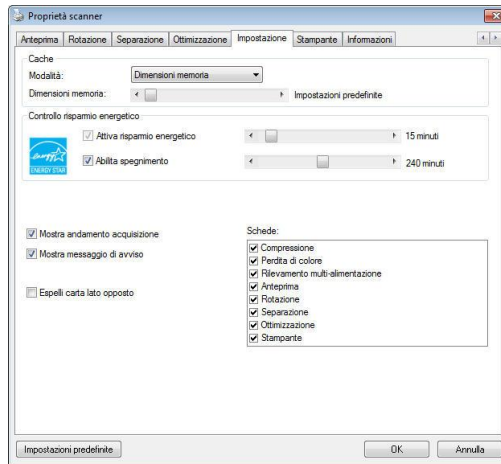 Proprietà scanner
Anteprima Rotazione Separazione Ottimizzazione Impostazione Stampante Informazioni
Cache
Modalità: Dimensioni memoria
Dimensioni memoria: Impostazioni predefinite
Controllo risparmio energetico
Attiva risparmio energetico 15 minuti
energy
ENERGY STAR
Abilita spegnimento 240 minuti
Mostra andamento acquisizione
Mostra messaggio di avviso
Espelli carta lato opposto
Schede:
Compressione
Perdita di colore
Rilevamento multi-alimentazione
Anteprima
Rotazione
Separazione
Ottimizzazione
Stampante
Impostazioni predefinite OK Annulla